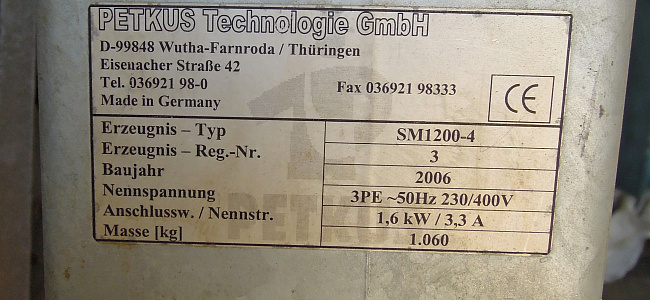 PETKUS Technologie GmbH
D-99848 Wutha-Farnroda / Thüringen
Eisenacher Straße 42
Tel. 036921 98-0 Fax 036921 98333
Made in Germany CE
Erzeugnis – Typ SM1200-4
Erzeugnis – Reg.-Nr. 3
Baujahr 2006
Nennspannung 3PE ~50Hz 230/400V
Anschlussw. / Nennstr. 1,6 kW / 3,3 A
Masse [kg] 1.060
PETKUS